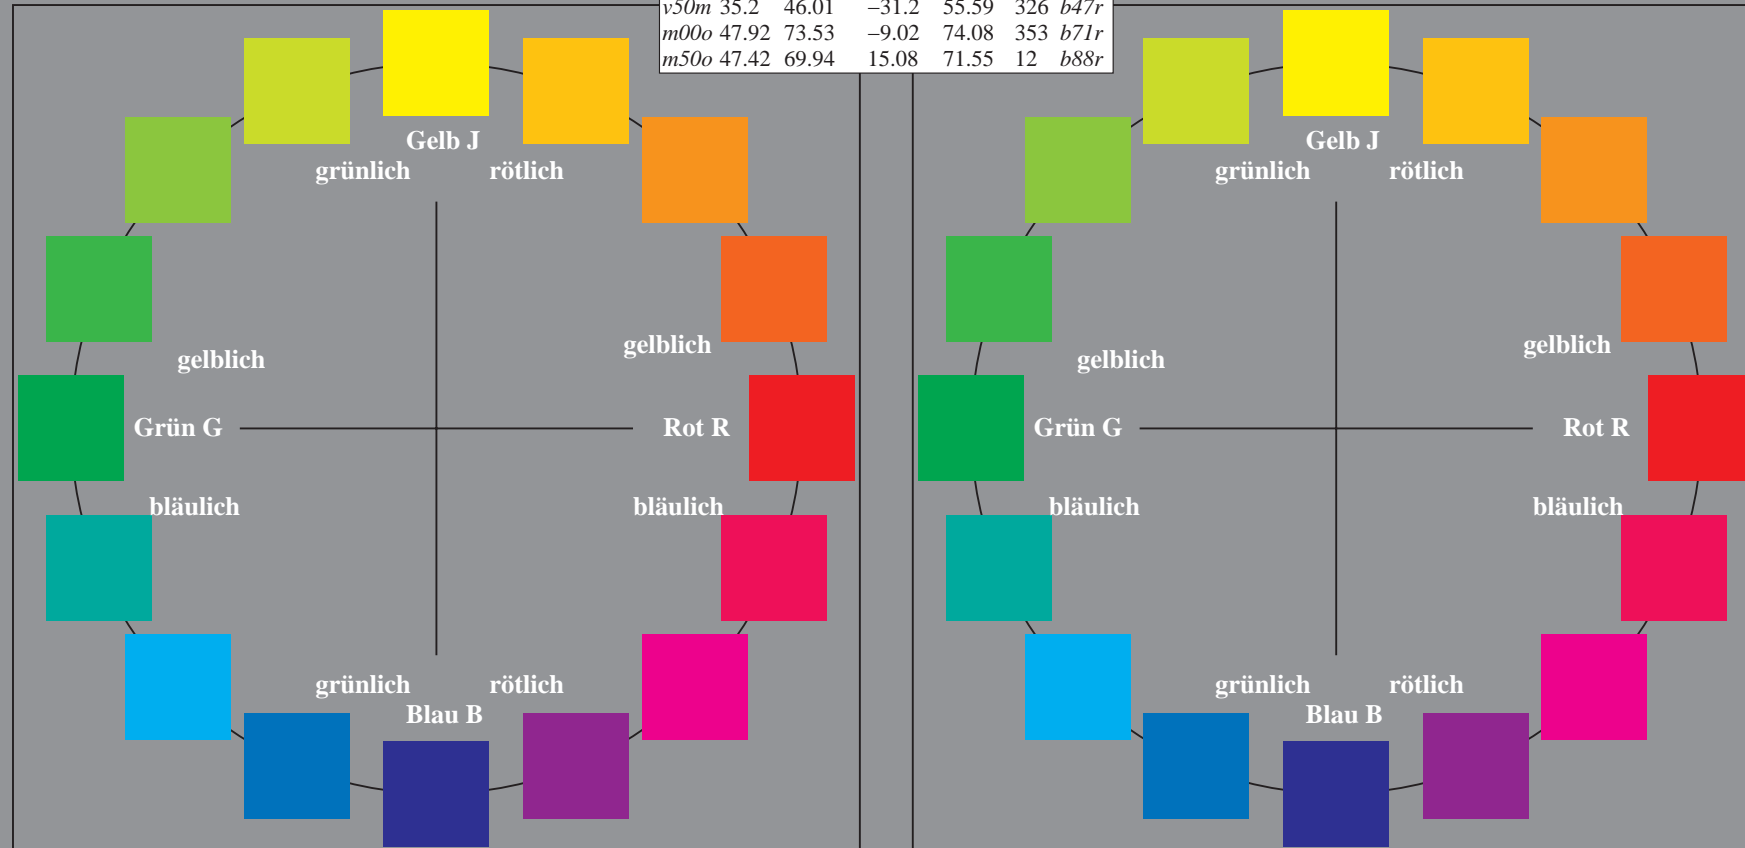 v50m 35.2 46.01 −31.2 55.59 326 b47r
m00o 47.92 73.53 −9.02 74.08 353 b71r
m50o 47.42 69.94 15.08 71.55 12 b88r
Gelb J
grünlich rötlich
gelblich
gelblich
Grün G
Rot R
bläulich
bläulich
grünlich rötlich
Blau B
Gelb J
grünlich rötlich
gelblich
gelblich
Grün G
Rot R
bläulich
bläulich
grünlich rötlich
Blau B